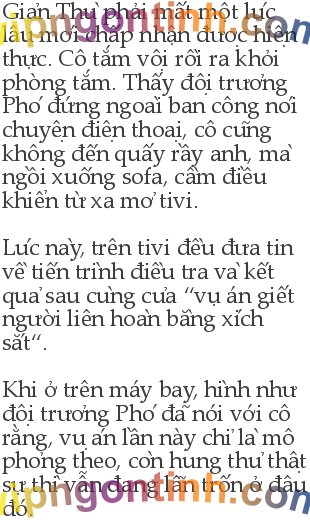 Giản Thư phải mất một lúc
lâu mới chấp nhận được hiện
thực. Cô tắm vội rồi ra khỏi
phòng tắm. Thấy đội trưởng
Phó đứng ngoài ban công nói
chuyện điện thoại, cô cũng
không đến quấy rầy anh, mà
ngồi xuống sofa, cầm điều
khiển từ xa mở tivi.
Lúc này, trên tivi đều đưa tin
về tiến trình điều tra và kết
quả sau cùng của “vụ án giết
người liên hoàn bằng xích
sắt“.
Khi ở trên máy bay, hình như
đội trưởng Phó đã nói với cô
rằng, vụ án lần này chỉ là mô
phỏng theo, còn hung thủ thật
sự thì vẫn đang lẩn trốn ở đâu
đó.
vipngontinh.com
vipngontinh.com